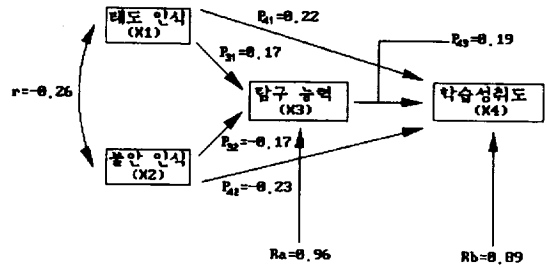 태도 인식
(X1)
P₄₁=0.22
P₄₃=0.19
P₃₁=0.17
r=-0.26
탐구 능력
(X3)
학습성취도
(X4)
P₃₂=-0.17
불안 인식
(X2)
P₄₂=-0.23
Ra=0.96
Rb=0.89